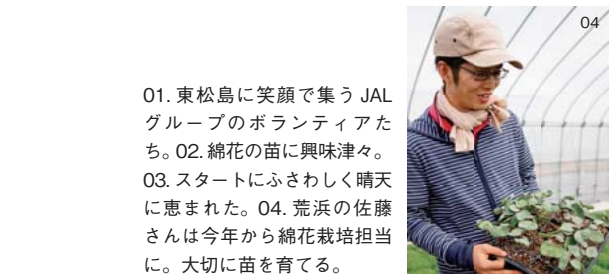 04
01. 東松島に笑顔で集う JAL
グループのボランティアた
ち。02. 綿花の苗に興味津々。
03. スタートにふさわしく晴天
に恵まれた。04. 荒浜の佐藤
さんは今年から綿花栽培担当
に。大切に苗を育てる。